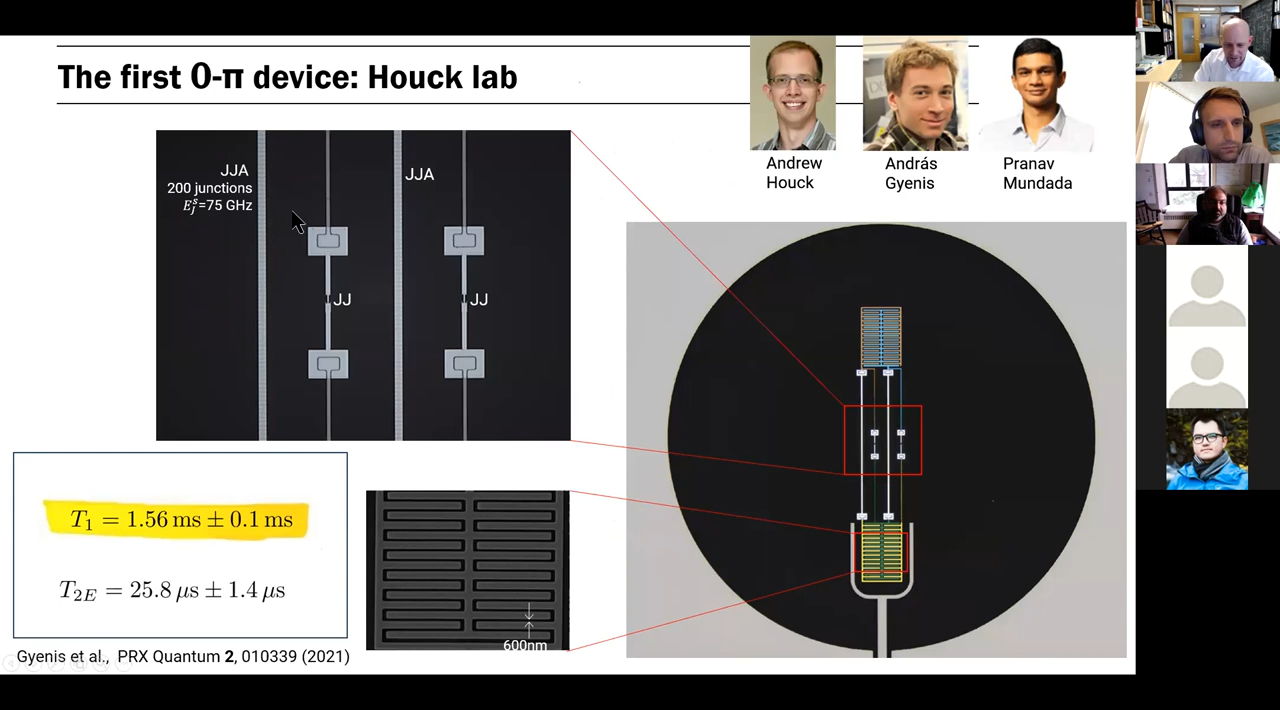 The first 0-π device: Houck lab
Andrew
Houck
András
Gyenis
Pranav
Mundada
JJA
200 junctions
E_J^s=75 GHz
JJA
JJ
JJ
T₁ = 1.56 ms ± 0.1 ms
T₂E = 25.8 μs ± 1.4 μs
600nm
Gyenis et al., PRX Quantum 2, 010339 (2021)